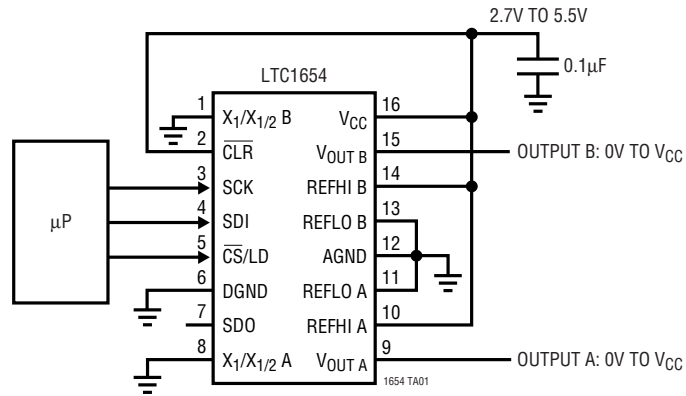 2.7V TO 5.5V
0.1μF
LTC1654
μP
1 X1/X1/2 B
2 C̅L̅R̅
3 SCK
4 SDI
5 C̅S̅/LD
6 DGND
7 SDO
8 X1/X1/2 A
VCC 16
VOUT B 15
REFHI B 14
REFLO B 13
AGND 12
REFLO A 11
REFHI A 10
VOUT A 9
OUTPUT B: 0V TO VCC
OUTPUT A: 0V TO VCC
1654 TA01